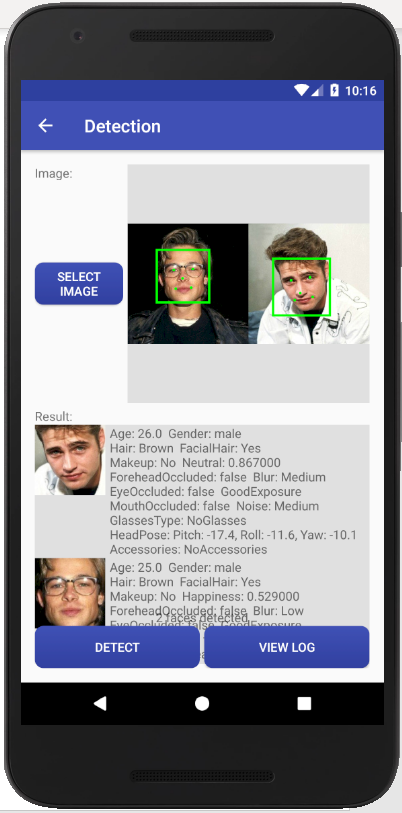 10:16
Detection
Image:
SELECT
IMAGE
Result:
Age: 26.0  Gender: male
Hair: Brown  FacialHair: Yes
Makeup: No  Neutral: 0.867000
ForeheadOccluded: false  Blur: Medium
EyeOccluded: false  GoodExposure
MouthOccluded: false  Noise: Medium
GlassesType: NoGlasses
HeadPose: Pitch: -17.4, Roll: -11.6, Yaw: -10.1
Accessories: NoAccessories
Age: 25.0  Gender: male
Hair: Brown  FacialHair: Yes
Makeup: No  Happiness: 0.529000
ForeheadOccluded: false  Blur: Low
2 faces detected
EyeOccluded: false  GoodExposure
DETECT
VIEW LOG